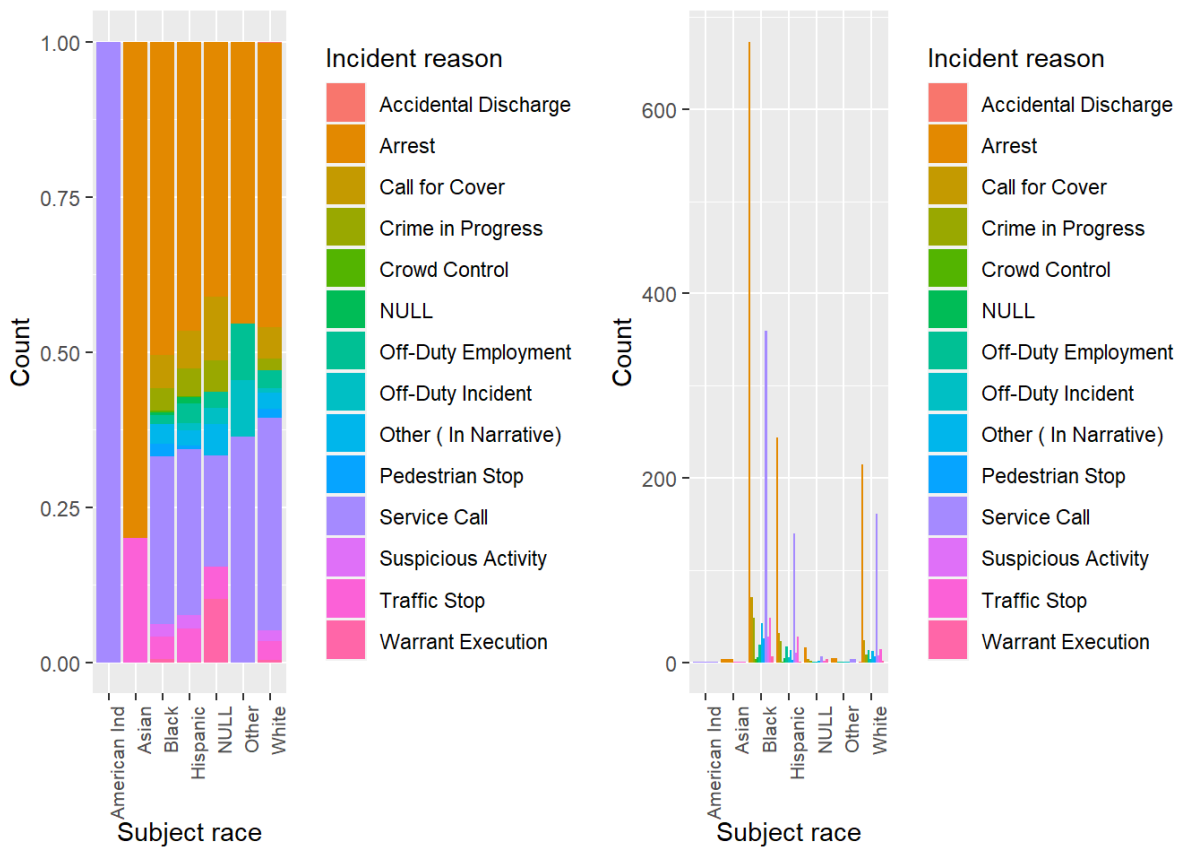 Count
1.00
0.75
0.50
0.25
0.00
American Ind
Asian
Black
Hispanic
NULL
Other
White
Subject race
Incident reason
Accidental Discharge
Arrest
Call for Cover
Crime in Progress
Crowd Control
NULL
Off-Duty Employment
Off-Duty Incident
Other ( In Narrative)
Pedestrian Stop
Service Call
Suspicious Activity
Traffic Stop
Warrant Execution
Count
600
400
200
0
American Ind
Asian
Black
Hispanic
NULL
Other
White
Subject race
Incident reason
Accidental Discharge
Arrest
Call for Cover
Crime in Progress
Crowd Control
NULL
Off-Duty Employment
Off-Duty Incident
Other ( In Narrative)
Pedestrian Stop
Service Call
Suspicious Activity
Traffic Stop
Warrant Execution